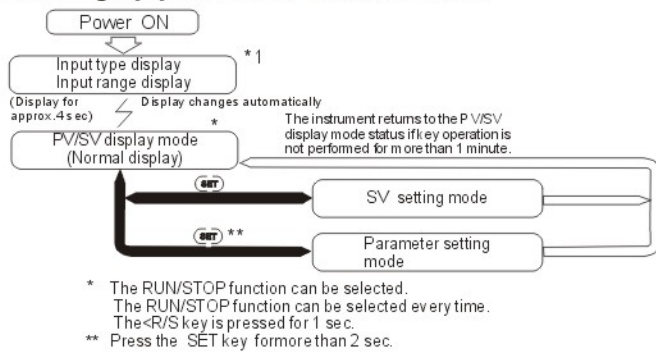 Power ON
Input type display
Input range display
*1
(Display for
approx.4sec)
Display changes automatically
*
PV/SV display mode
(Normal display)
The instrument returns to the PV/SV
display mode status if key operation is
not performed for more than 1 minute.
SET
SV setting mode
SET **
Parameter setting
mode
* The RUN/STOP function can be selected.
The RUN/STOP function can be selected every time.
The<R/S key is pressed for 1 sec.
** Press the SET key formore than 2 sec.